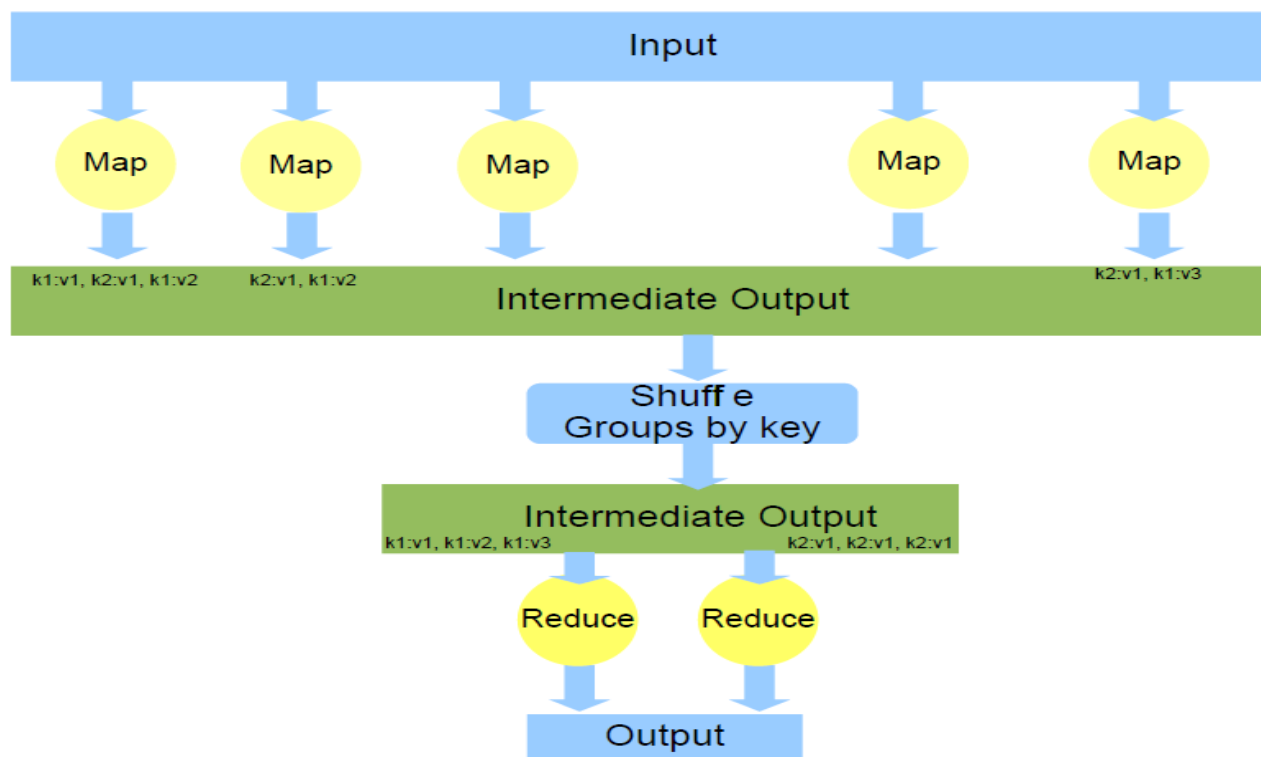 Input
Map Map Map Map Map
k1:v1, k2:v1, k1:v2 k2:v1, k1:v2 k2:v1, k1:v3
Intermediate Output
Shuff e
Groups by key
Intermediate Output
k1:v1, k1:v2, k1:v3 k2:v1, k2:v1, k2:v1
Reduce Reduce
Output